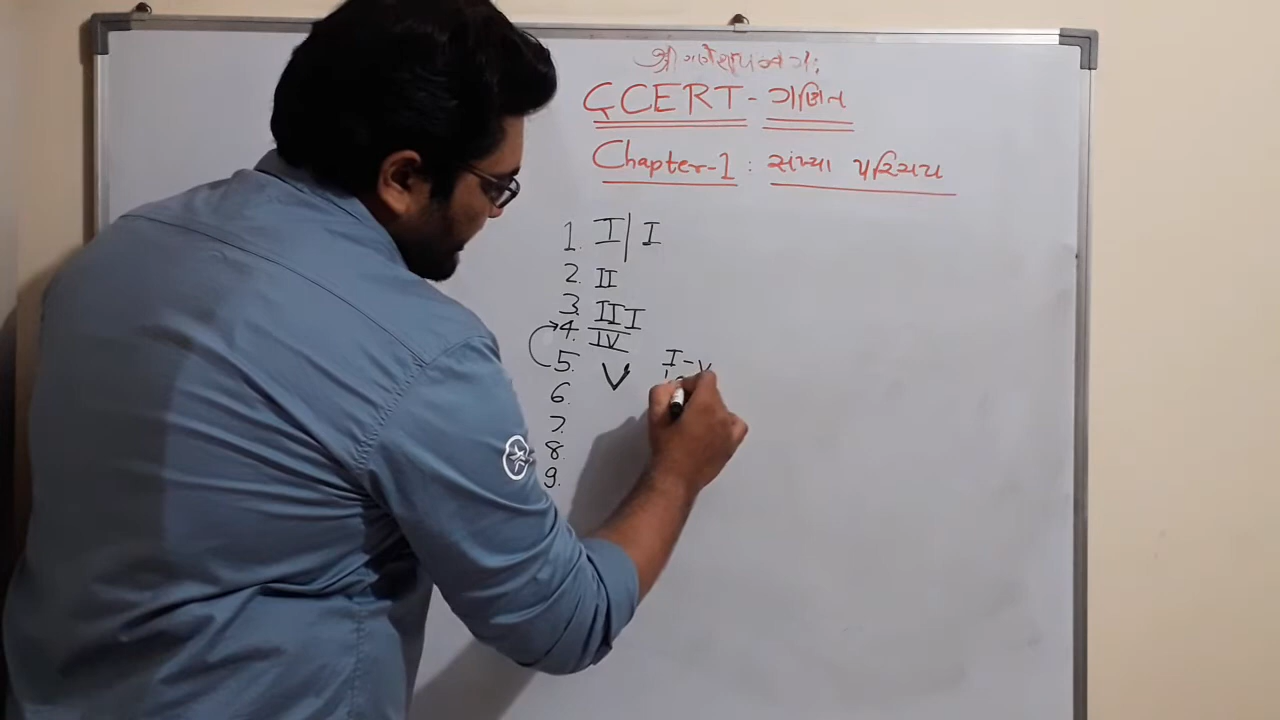 શ્રી ગણેશાય નમઃ
GCERT - ગણિત
Chapter-1 : સંખ્યા પરિચય
1. I | I
2. II
3. III
4. IV
5. V I - V
6.
7.
8.
9.